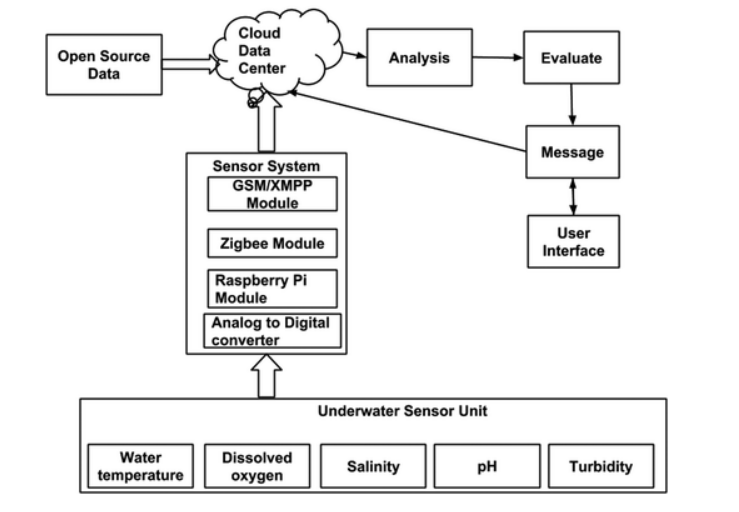 Open Source
Data
Cloud
Data
Center
Analysis
Evaluate
Message
User
Interface
Sensor System
GSM/XMPP
Module
Zigbee Module
Raspberry Pi
Module
Analog to Digital
converter
Underwater Sensor Unit
Water
temperature
Dissolved
oxygen
Salinity
pH
Turbidity